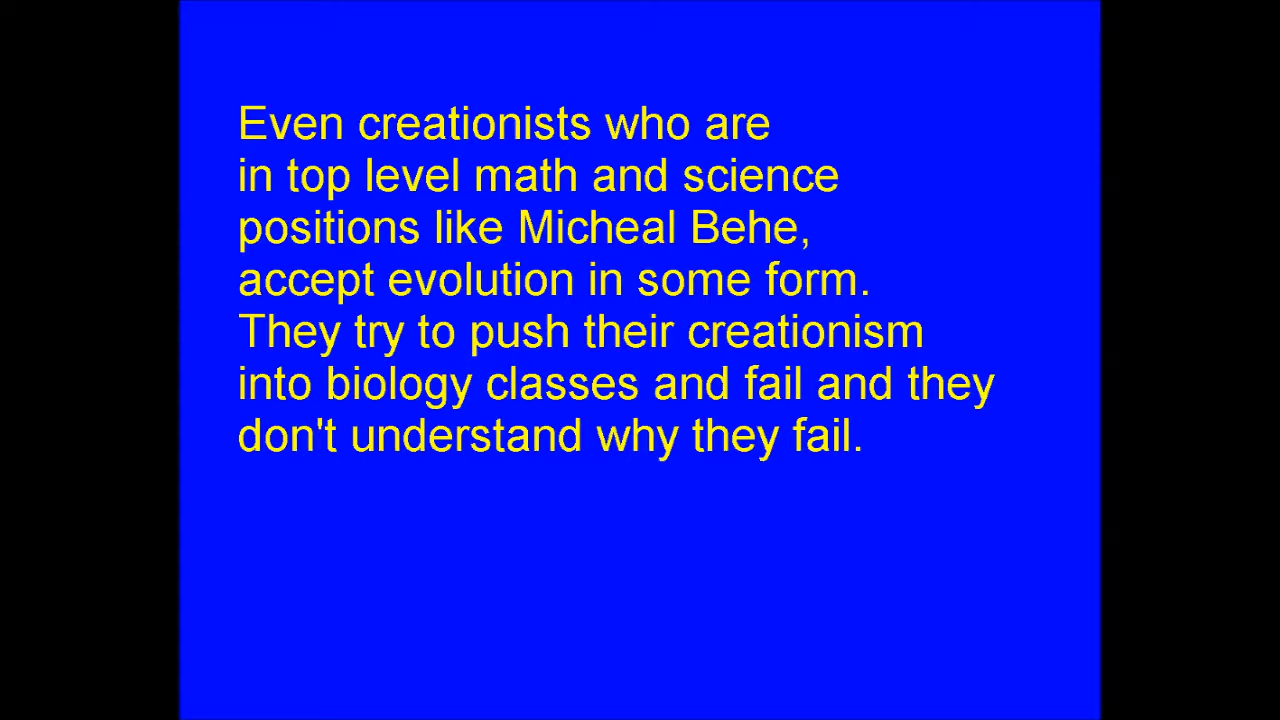 Even creationists who are
in top level math and science
positions like Micheal Behe,
accept evolution in some form.
They try to push their creationism
into biology classes and fail and they
don't understand why they fail.